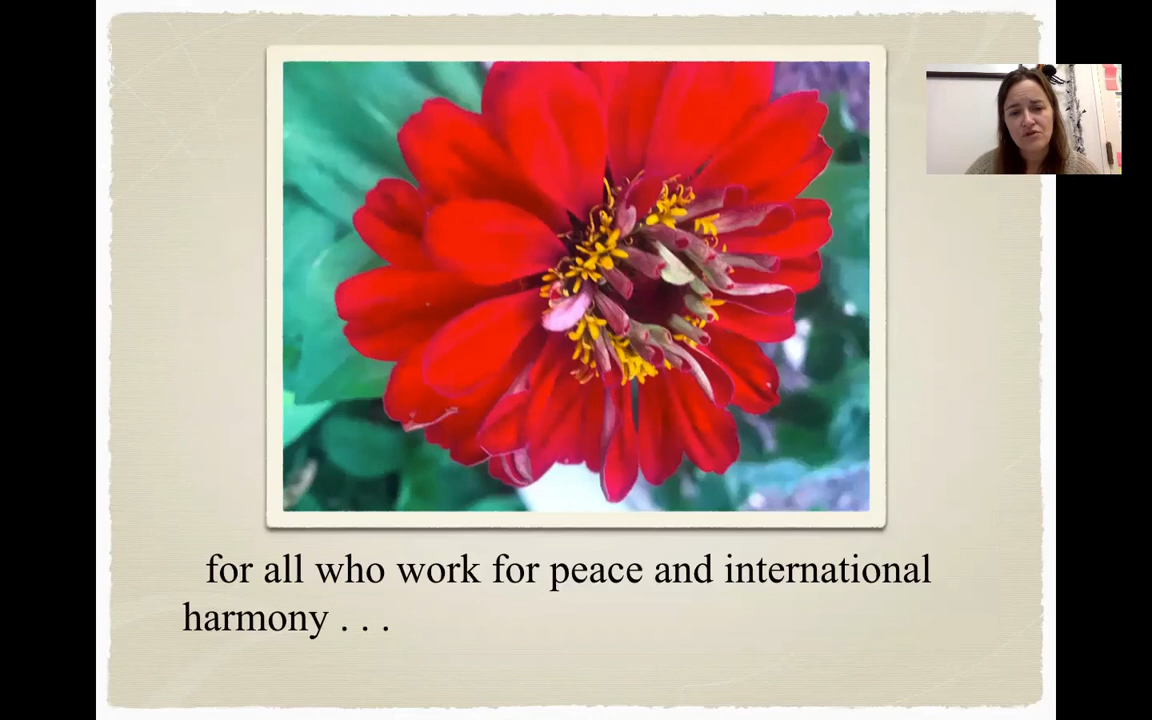 for all who work for peace and international
harmony . . .